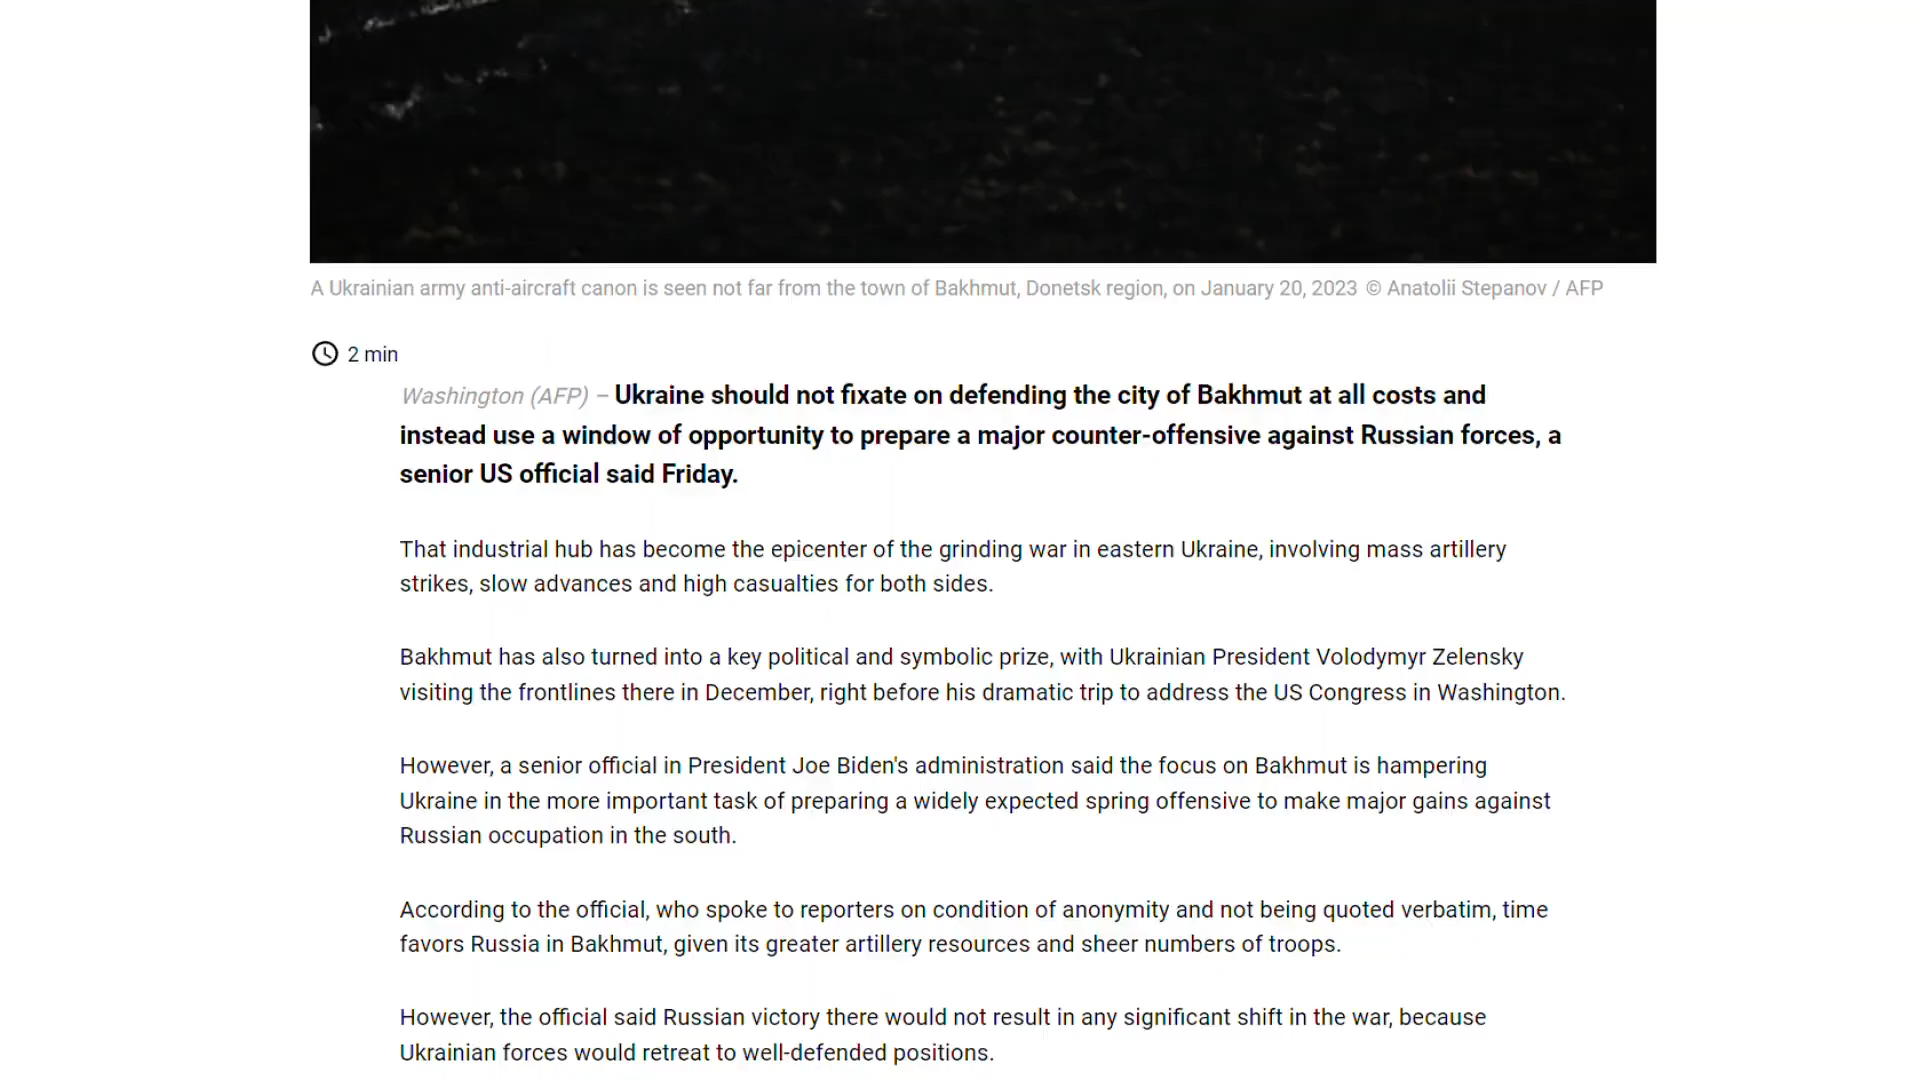 A Ukrainian army anti-aircraft canon is seen not far from the town of Bakhmut, Donetsk region, on January 20, 2023 © Anatolii Stepanov / AFP
2 min
Washington (AFP) – Ukraine should not fixate on defending the city of Bakhmut at all costs and
instead use a window of opportunity to prepare a major counter-offensive against Russian forces, a
senior US official said Friday.
That industrial hub has become the epicenter of the grinding war in eastern Ukraine, involving mass artillery
strikes, slow advances and high casualties for both sides.
Bakhmut has also turned into a key political and symbolic prize, with Ukrainian President Volodymyr Zelensky
visiting the frontlines there in December, right before his dramatic trip to address the US Congress in Washington.
However, a senior official in President Joe Biden's administration said the focus on Bakhmut is hampering
Ukraine in the more important task of preparing a widely expected spring offensive to make major gains against
Russian occupation in the south.
According to the official, who spoke to reporters on condition of anonymity and not being quoted verbatim, time
favors Russia in Bakhmut, given its greater artillery resources and sheer numbers of troops.
However, the official said Russian victory there would not result in any significant shift in the war, because
Ukrainian forces would retreat to well-defended positions.